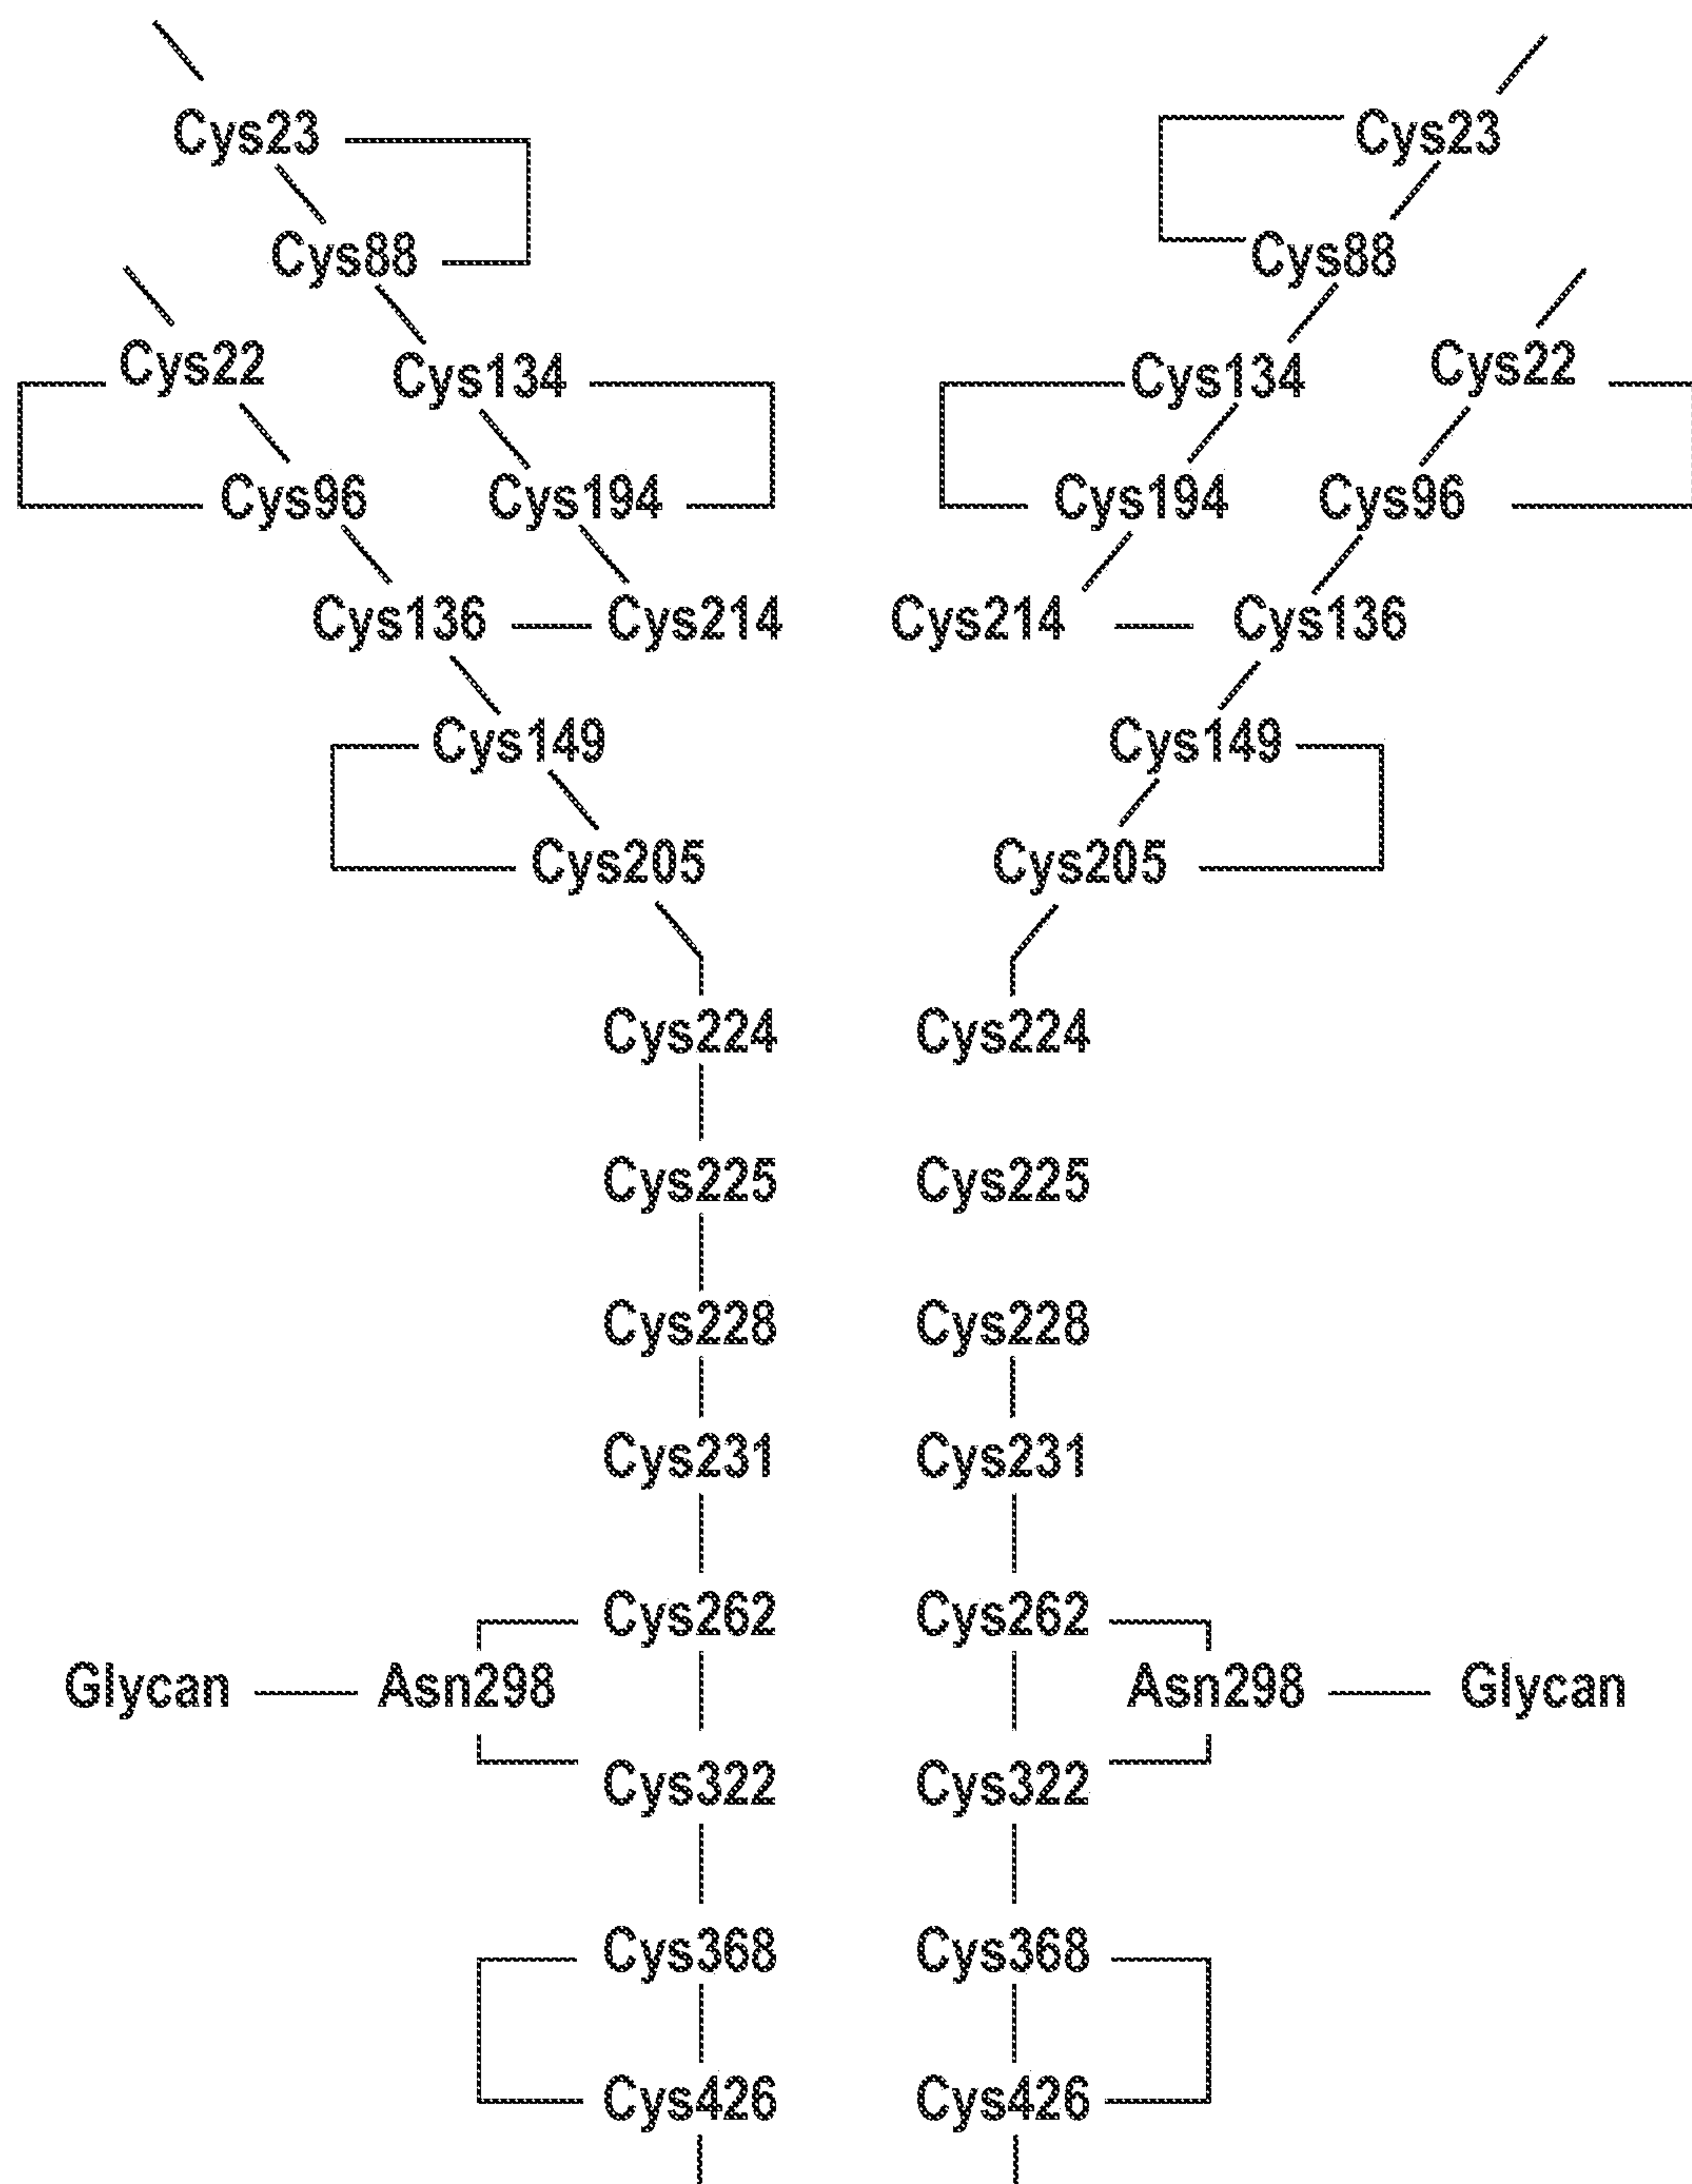 Cys23 Cys23
Cys88 Cys88
Cys22 Cys134 Cys134 Cys22
Cys96 Cys194 Cys194 Cys96
Cys136 Cys214 Cys214 Cys136
Cys149 Cys149
Cys205 Cys205
Cys224 Cys224
Cys225 Cys225
Cys228 Cys228
Cys231 Cys231
Cys262 Cys262
Glycan Asn298 Asn298 Glycan
Cys322 Cys322
Cys368 Cys368
Cys426 Cys426